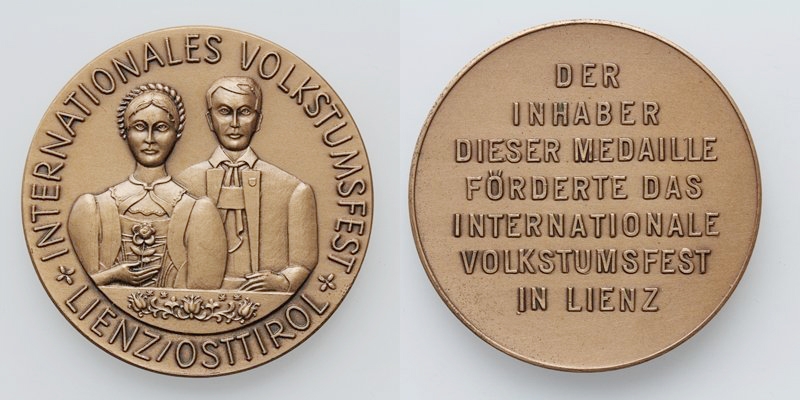 INTERNATIONALES VOLKSTUMSFEST
LIENZ/OSTTIROL
DER
INHABER
DIESER MEDAILLE
FÖRDERTE DAS
INTERNATIONALE
VOLKSTUMSFEST
IN LIENZ